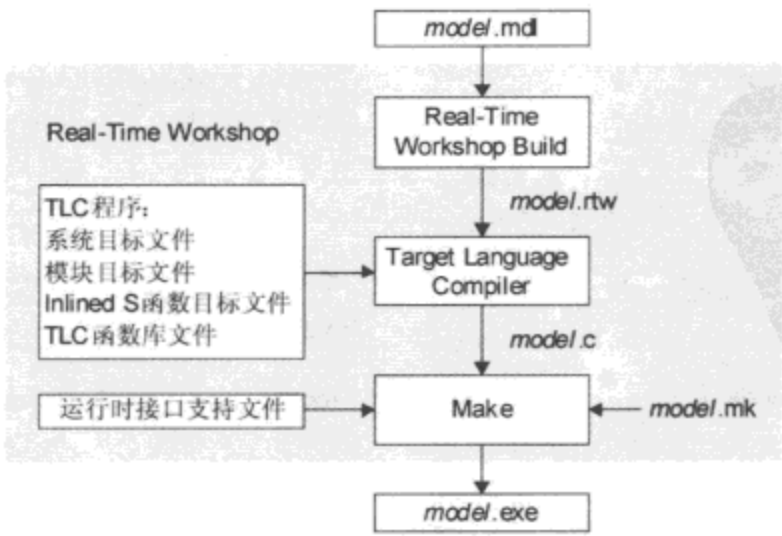 model.mdl
Real-Time Workshop
Real-Time
Workshop Build
model.rtw
TLC程序：
系统目标文件
模块目标文件
Inlined S函数目标文件
TLC函数库文件
Target Language
Compiler
model.c
运行时接口支持文件
Make
model.mk
model.exe